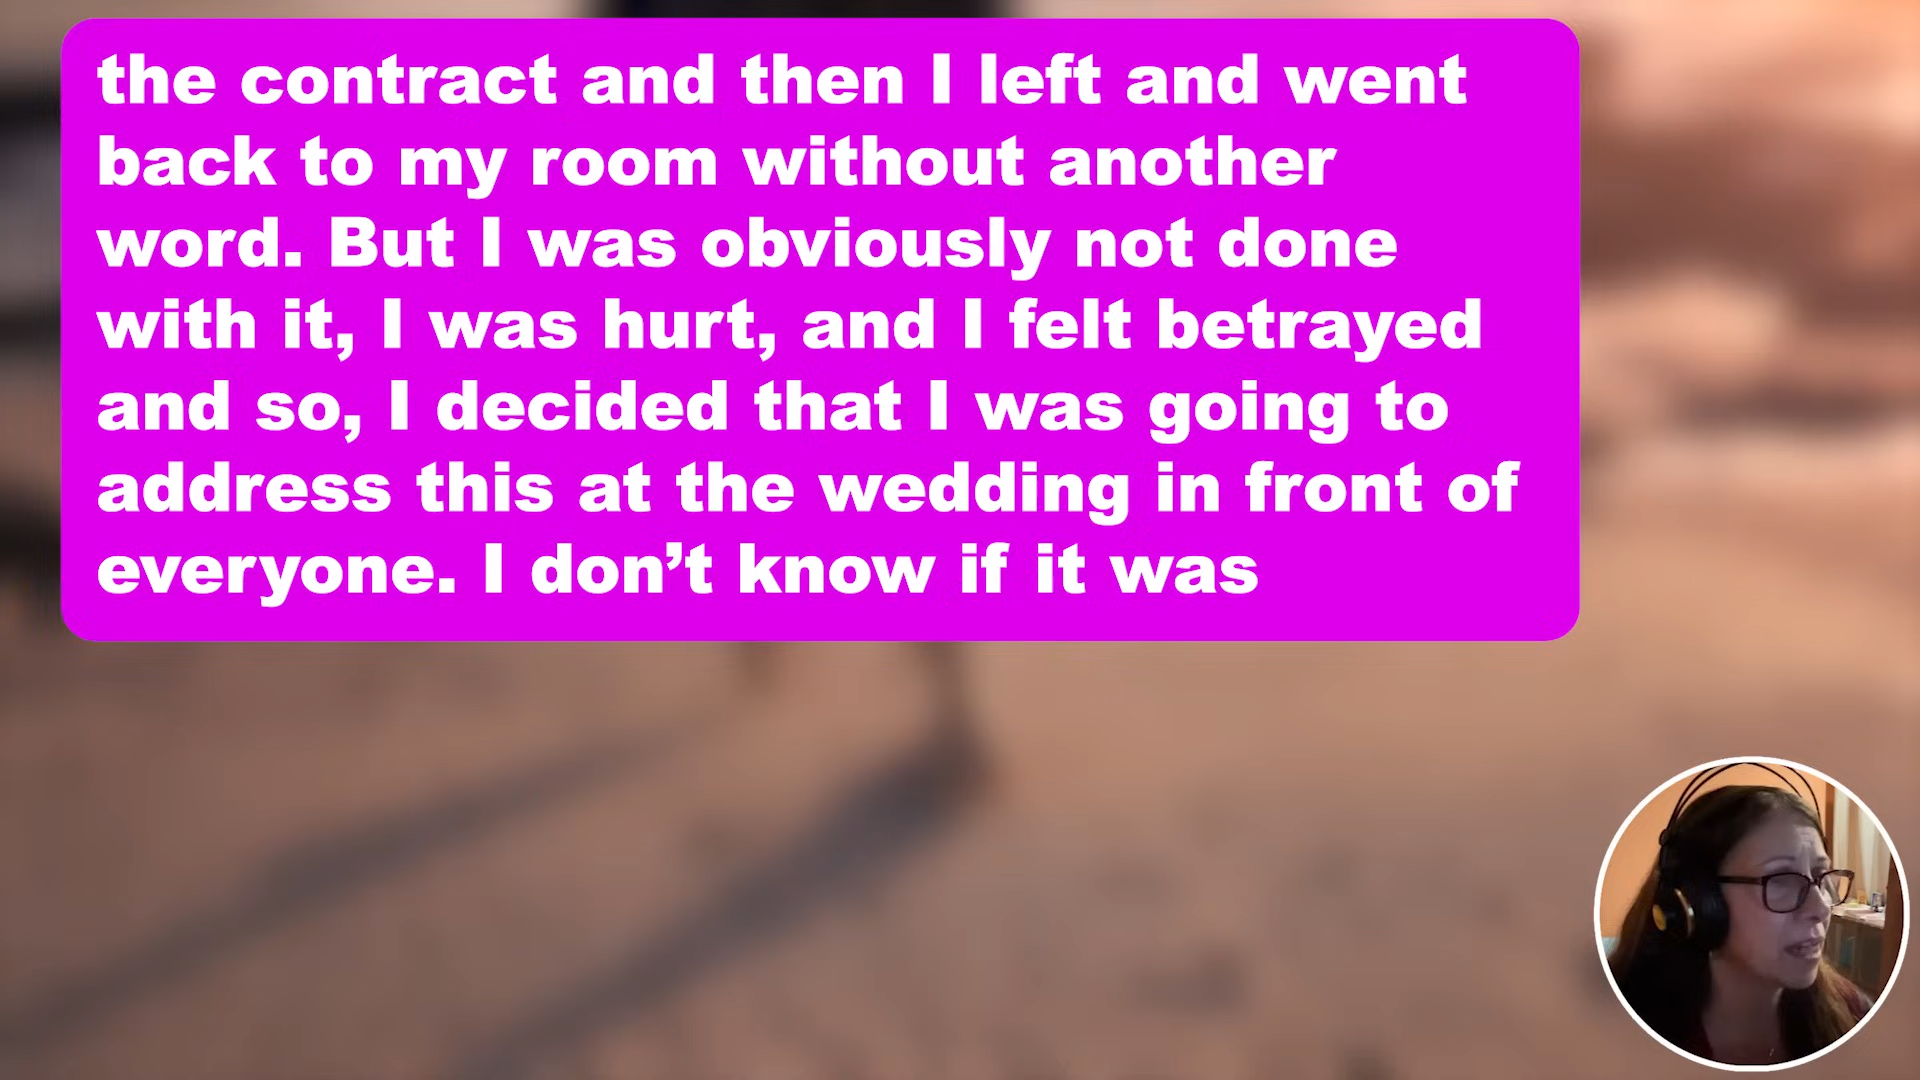 the contract and then I left and went
back to my room without another
word. But I was obviously not done
with it, I was hurt, and I felt betrayed
and so, I decided that I was going to
address this at the wedding in front of
everyone. I don’t know if it was